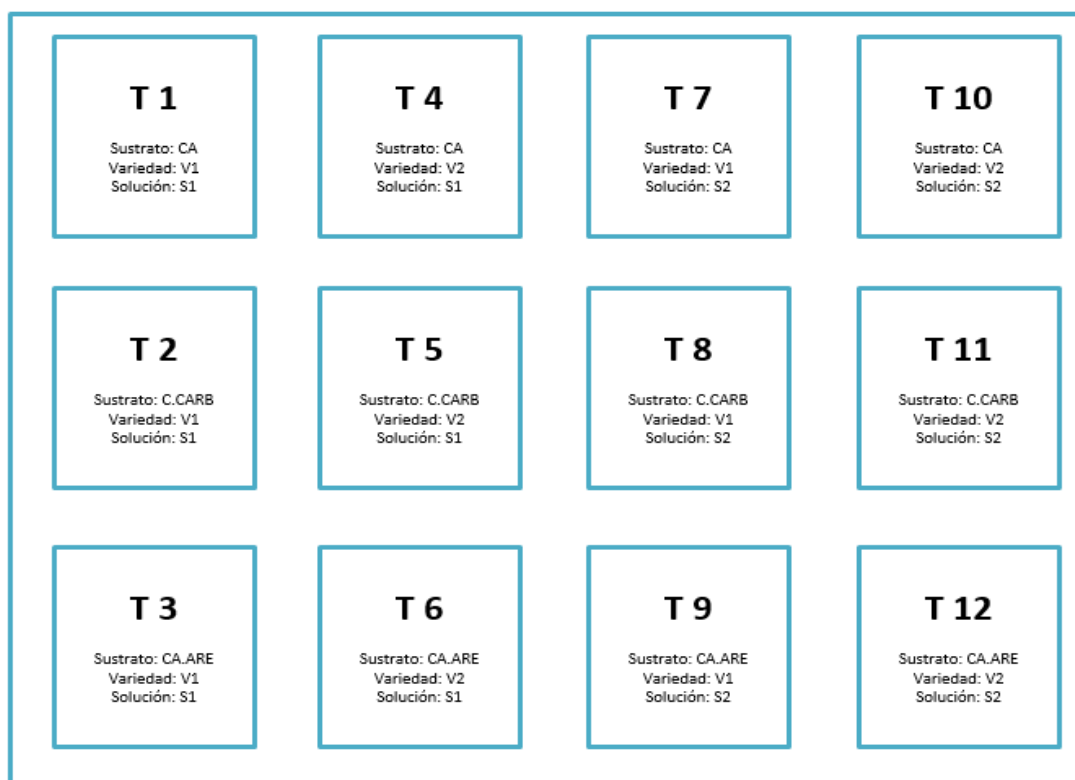 T 1
Sustrato: CA
Variedad: V1
Solución: S1
T 4
Sustrato: CA
Variedad: V2
Solución: S1
T 7
Sustrato: CA
Variedad: V1
Solución: S2
T 10
Sustrato: CA
Variedad: V2
Solución: S2
T 2
Sustrato: C.CARB
Variedad: V1
Solución: S1
T 5
Sustrato: C.CARB
Variedad: V2
Solución: S1
T 8
Sustrato: C.CARB
Variedad: V1
Solución: S2
T 11
Sustrato: C.CARB
Variedad: V2
Solución: S2
T 3
Sustrato: CA.ARE
Variedad: V1
Solución: S1
T 6
Sustrato: CA.ARE
Variedad: V2
Solución: S1
T 9
Sustrato: CA.ARE
Variedad: V1
Solución: S2
T 12
Sustrato: CA.ARE
Variedad: V2
Solución: S2